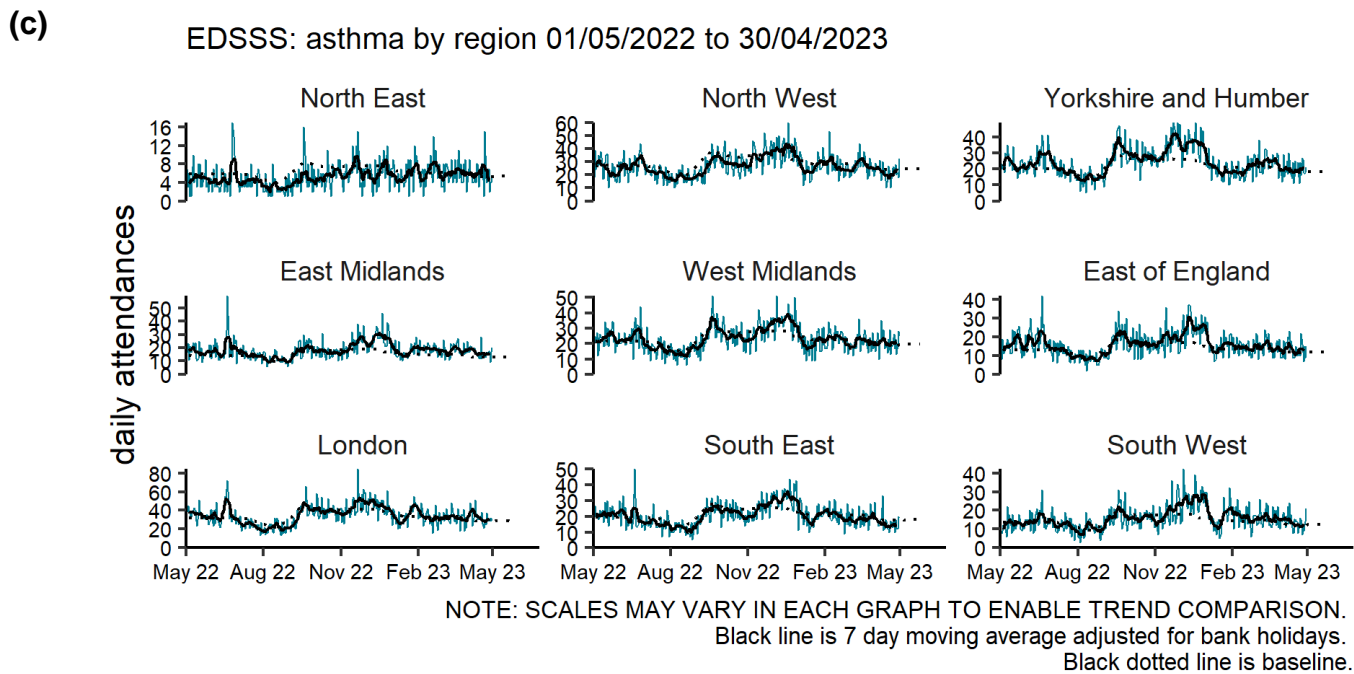 (c)
EDSSS: asthma by region 01/05/2022 to 30/04/2023
daily attendances
North East
16
12
8
4
0
North West
60
50
40
30
20
10
0
Yorkshire and Humber
40
30
20
10
0
East Midlands
50
40
30
20
10
0
West Midlands
50
40
30
20
10
0
East of England
40
30
20
10
0
London
80
60
40
20
0
May 22 Aug 22 Nov 22 Feb 23 May 23
South East
50
40
30
20
10
0
May 22 Aug 22 Nov 22 Feb 23 May 23
South West
40
30
20
10
0
May 22 Aug 22 Nov 22 Feb 23 May 23
NOTE: SCALES MAY VARY IN EACH GRAPH TO ENABLE TREND COMPARISON.
Black line is 7 day moving average adjusted for bank holidays.
Black dotted line is baseline.